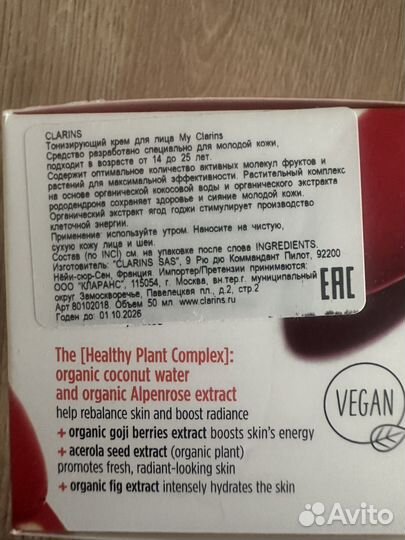 CLARINS
Тонизирующий крем для лица My Clarins
Средство разработано специально для молодой кожи,
подходит в возрасте от 14 до 25 лет.
Содержит оптимальное количество активных молекул фруктов и
растений для максимальной эффективности. Растительный комплекс
на основе органической кокосовой воды и органического экстракта
рододендрона сохраняет здоровье и сияние молодой кожи.
Органический экстракт ягод годжи стимулирует производство
клеточной энергии.
Применение используйте утром. Наносите на чистую,
сухую кожу лица и шеи.
Состав (по INCI) см. на упаковке после слова INGREDIENTS.
Изготовитель: "CLARINS SAS", 9 Рю дю Коммандант Пилот, 92200
Нёйи-сюр-Сен, Франция. Импортер/Претензии принимаются:
ООО "КЛАРАНС", 115054, г. Москва, вн.тер.г. муниципальный
округ Замоскворечье, Павелецкая пл., д.2, стр.2
Арт 80102018. Объем 50 мл. www.clarins.ru
Годен до: 01.10.2026
EAC
The [Healthy Plant Complex]:
organic coconut water
and organic Alpenrose extract
help rebalance skin and boost radiance
+ organic goji berries extract boosts skin's energy
+ acerola seed extract (organic plant)
promotes fresh, radiant-looking skin
+ organic fig extract intensely hydrates the skin
VEGAN
Avito